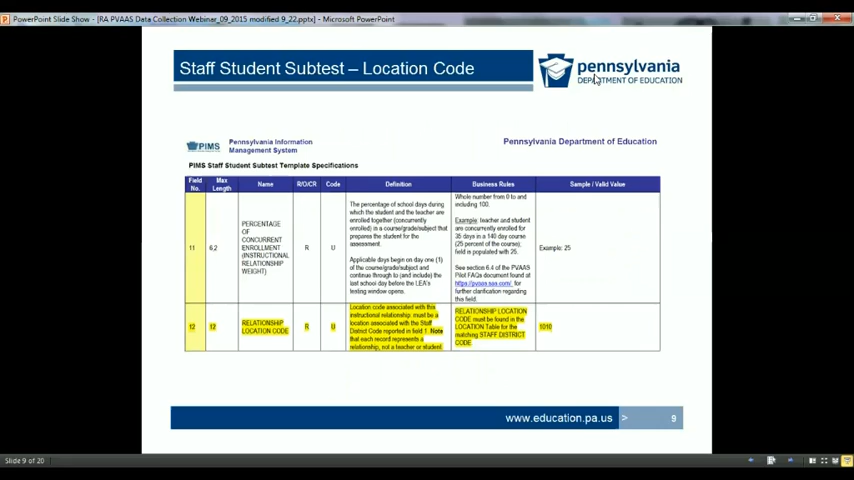 PowerPoint Slide Show - [RA PVAAS Data Collection Webinar_09_2015 modified 9_22.pptx] - Microsoft PowerPoint
Staff Student Subtest – Location Code
pennsylvania
DEPARTMENT OF EDUCATION
PIMS
Pennsylvania Information
Management System
Pennsylvania Department of Education
PIMS Staff Student Subtest Template Specifications
Field
No.
Max
Length
Name
R/O/CR
Code
Definition
Business Rules
Sample / Valid Value
11
6,2
PERCENTAGE
OF
CONCURRENT
ENROLLMENT
(INSTRUCTIONAL
RELATIONSHIP
WEIGHT)
R
U
The percentage of school days during
which the student and the teacher are
enrolled together (concurrently
enrolled) in a course/grade/subject that
prepares the student for the
assessment.
Applicable days begin on day one (1)
of the course/grade/subject and
continue through to (and include) the
last school day before the LEA's
testing window opens.
Whole number from 0 to and
including 100.
Example: teacher and student
are concurrently enrolled for
35 days in a 140 day course
(25 percent of the course),
field is populated with 25.
See section 6.4 of the PVAAS
Pilot FAQs document found at
https://pvaas.sas.com/ for
further clarification regarding
this field.
Example: 25
12
12
RELATIONSHIP
LOCATION CODE
R
U
Location code associated with this
instructional relationship must be a
location associated with the Staff
District Code reported in field 1. Note
that each record represents a
relationship, not a teacher or student.
RELATIONSHIP LOCATION
CODE must be found in the
LOCATION Table for the
matching STAFF DISTRICT
CODE.
1010
www.education.pa.us
>
9
Slide 9 of 20